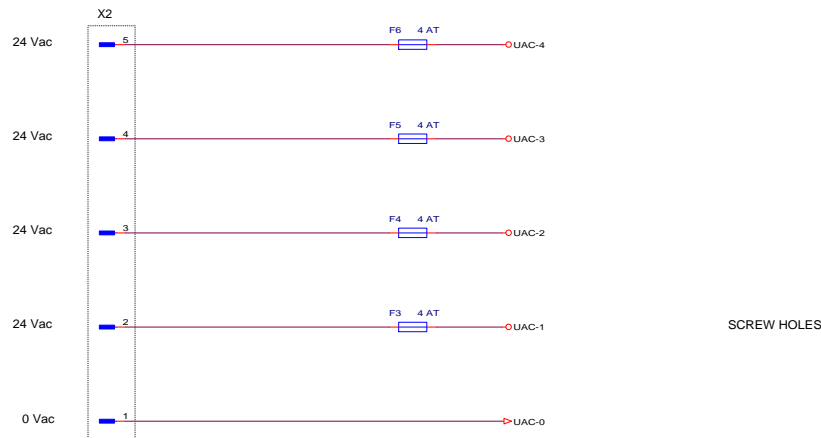 X2
24 Vac 5 F6 4 AT UAC-4
24 Vac 4 F5 4 AT UAC-3
24 Vac 3 F4 4 AT UAC-2
24 Vac 2 F3 4 AT UAC-1 SCREW HOLES
0 Vac 1 UAC-0